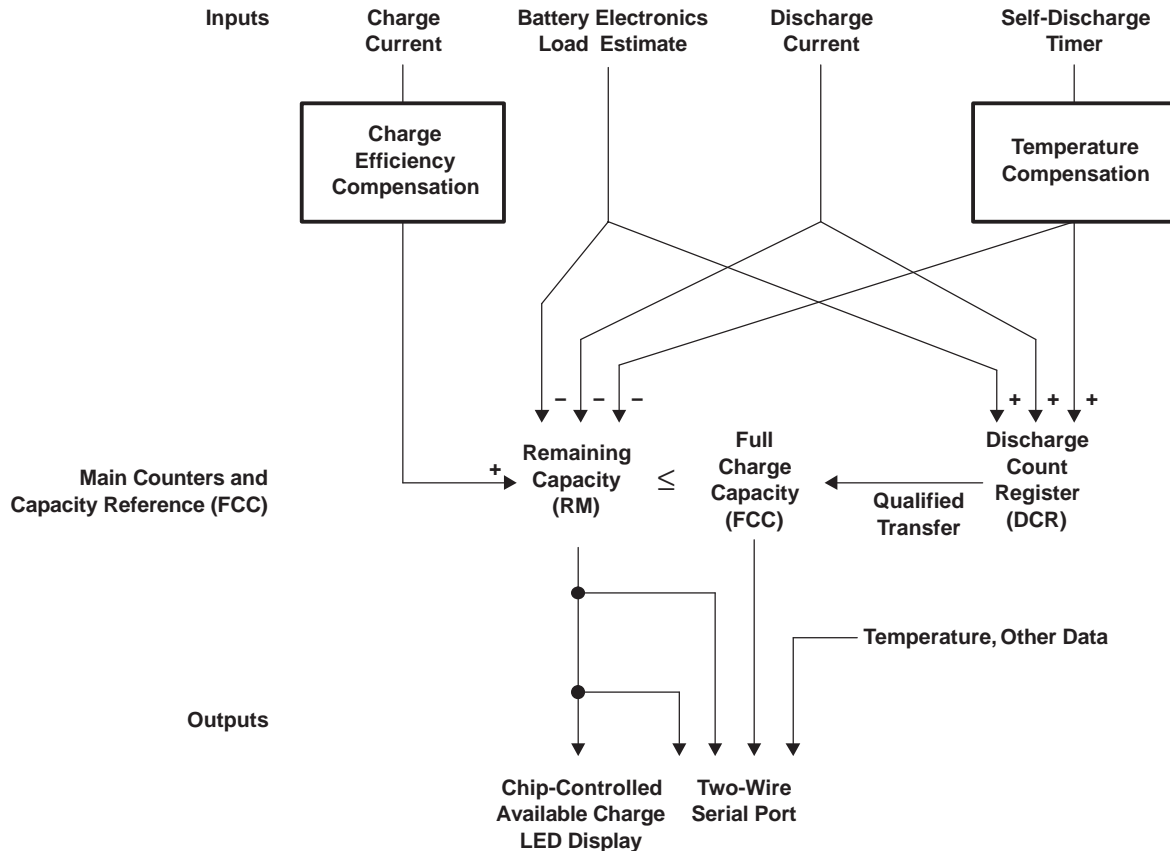 Inputs
Charge
Current
Battery Electronics
Load Estimate
Discharge
Current
Self-Discharge
Timer
Charge
Efficiency
Compensation
Temperature
Compensation
– – –
+ + +
Main Counters and
Capacity Reference (FCC)
+
Remaining
Capacity
(RM)
≤
Full
Charge
Capacity
(FCC)
Qualified
Transfer
Discharge
Count
Register
(DCR)
Temperature, Other Data
Outputs
Chip-Controlled
Available Charge
LED Display
Two-Wire
Serial Port